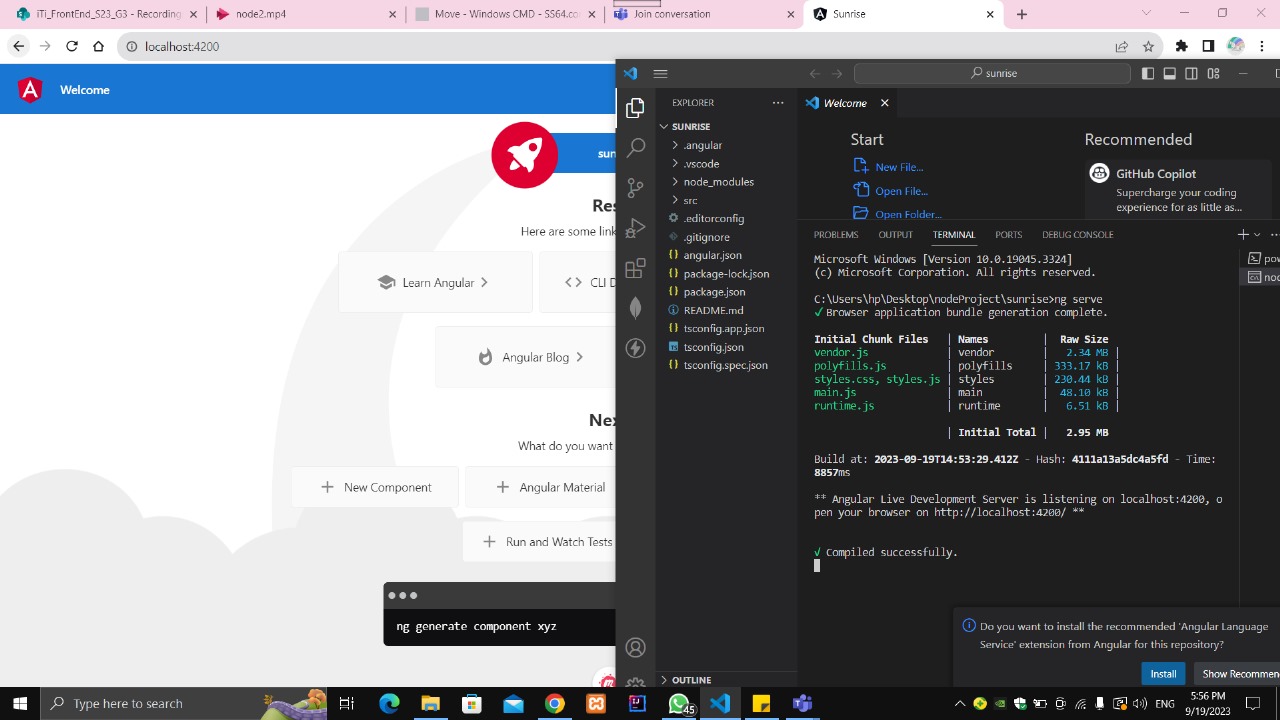 iTi_FrontEnd_S23_G3 - Recording
node2.mp4
Move - Windows CMD - SS64.co
Join conversation
Sunrise
localhost:4200
Welcome
sunrise
EXPLORER
Welcome
SUNRISE
.angular
.vscode
node_modules
src
.editorconfig
.gitignore
angular.json
package-lock.json
package.json
README.md
tsconfig.app.json
tsconfig.json
tsconfig.spec.json
OUTLINE
Start
New File...
Open File...
Open Folder...
Recommended
GitHub Copilot
Supercharge your coding
experience for as little as...
sun
Res
Here are some link
Learn Angular
CLI D
Angular Blog
Nex
What do you want
New Component
Angular Material
Run and Watch Tests
ng generate component xyz
PROBLEMS OUTPUT TERMINAL PORTS DEBUG CONSOLE
pow
nod
Microsoft Windows [Version 10.0.19045.3324]
(c) Microsoft Corporation. All rights reserved.
C:\Users\hp\Desktop\nodeProject\sunrise>ng serve
√ Browser application bundle generation complete.
Initial Chunk Files | Names | Raw Size
vendor.js | vendor | 2.34 MB |
polyfills.js | polyfills | 333.17 kB |
styles.css, styles.js | styles | 230.44 kB |
main.js | main | 48.10 kB |
runtime.js | runtime | 6.51 kB |
| Initial Total | 2.95 MB
Build at: 2023-09-19T14:53:29.412Z - Hash: 4111a13a5dc4a5fd - Time:
8857ms
** Angular Live Development Server is listening on localhost:4200, o
pen your browser on http://localhost:4200/ **
√ Compiled successfully.
Do you want to install the recommended 'Angular Language
Service' extension from Angular for this repository?
Install
Show Recommen
Type here to search
45
5:56 PM
9/19/2023